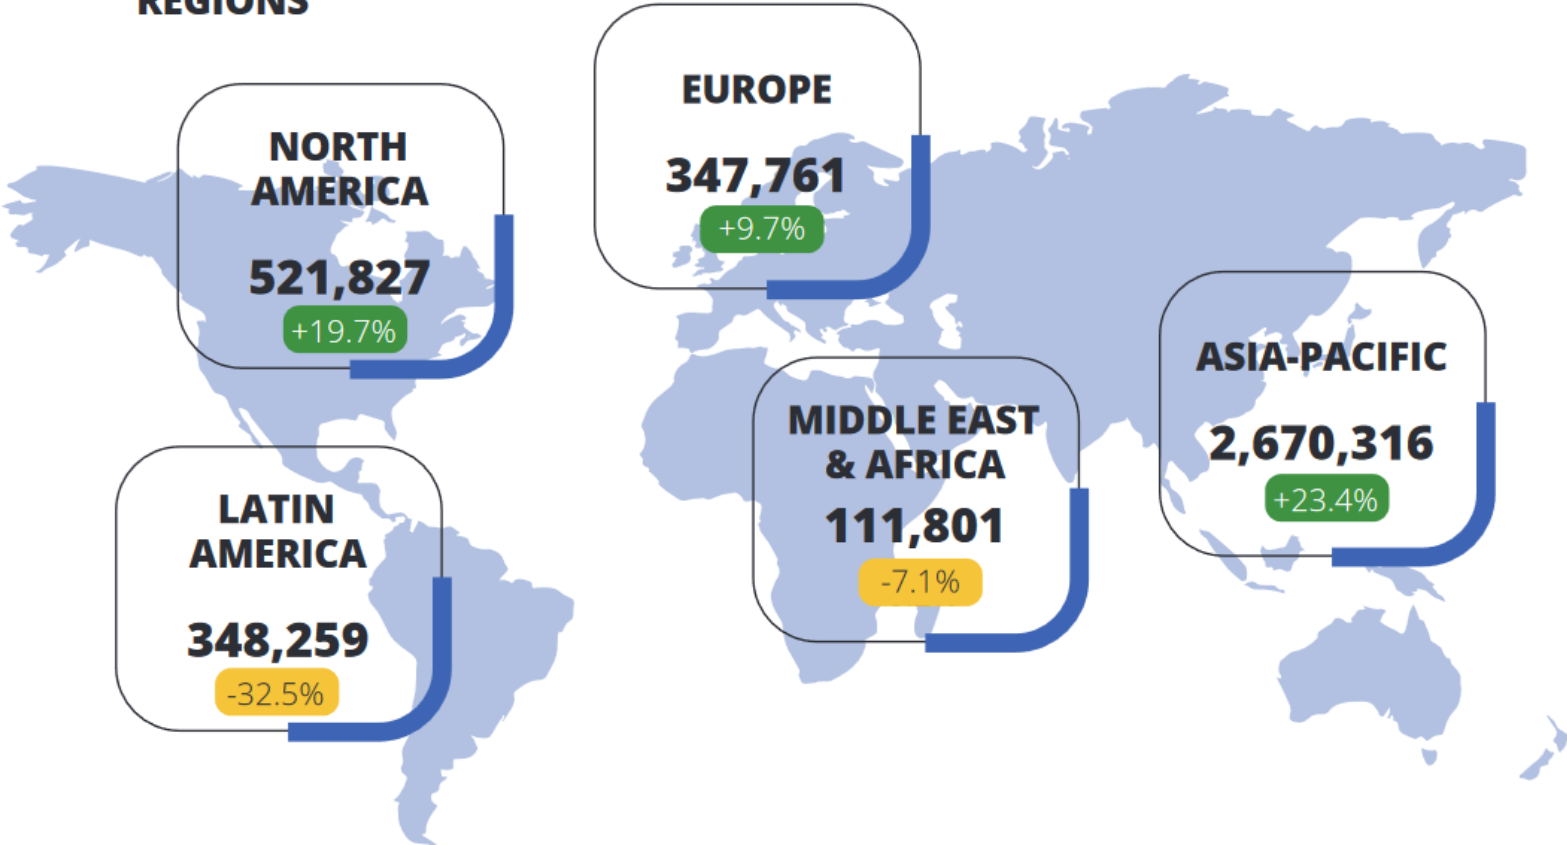 REGIONS
NORTH
AMERICA
521,827
+19.7%
EUROPE
347,761
+9.7%
ASIA-PACIFIC
2,670,316
+23.4%
MIDDLE EAST
& AFRICA
111,801
-7.1%
LATIN
AMERICA
348,259
-32.5%